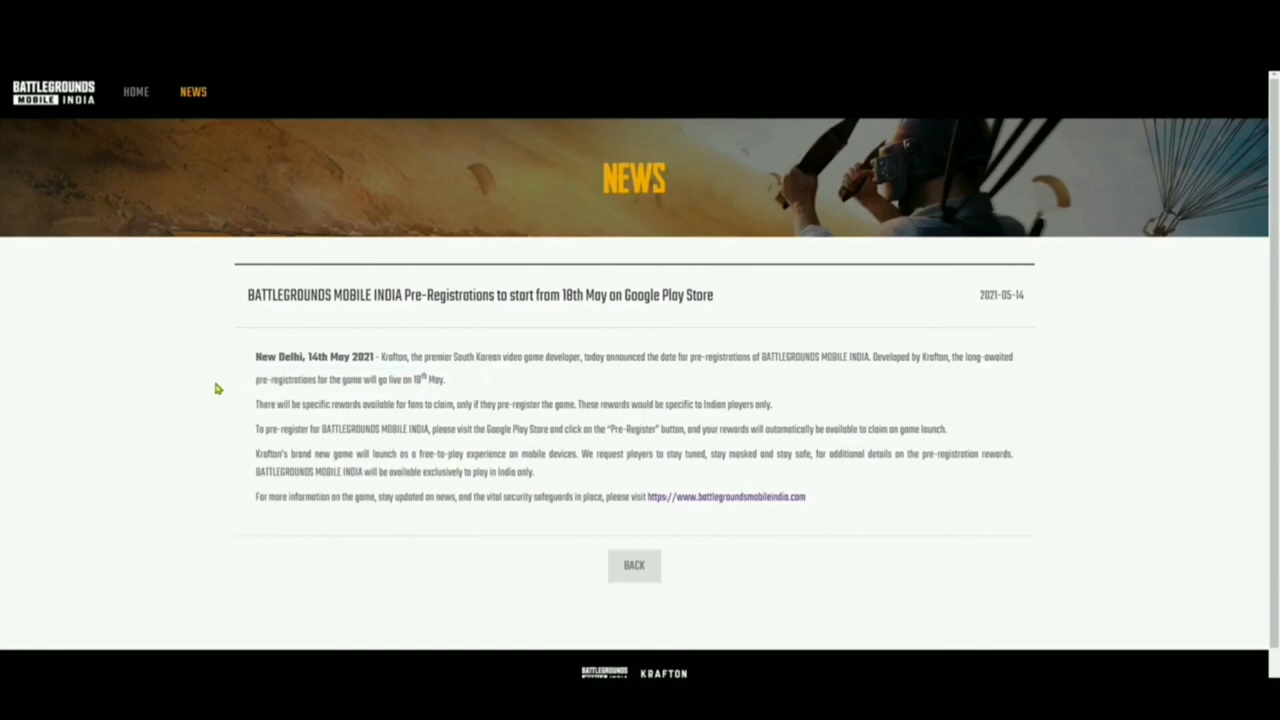 BATTLEGROUNDS
MOBILE INDIA
HOME
NEWS
NEWS
BATTLEGROUNDS MOBILE INDIA Pre-Registrations to start from 18th May on Google Play Store
2021-05-14
New Delhi, 14th May 2021 - Krafton, the premier South Korean video game developer, today announced the date for pre-registrations of BATTLEGROUNDS MOBILE INDIA. Developed by Krafton, the long-awaited
pre-registrations for the game will go live on 18th May.
There will be specific rewards available for fans to claim, only if they pre-register the game. These rewards would be specific to Indian players only.
To pre-register for BATTLEGROUNDS MOBILE INDIA, please visit the Google Play Store and click on the "Pre-Register" button, and your rewards will automatically be available to claim on game launch.
Krafton's brand new game will launch as a free-to-play experience on mobile devices. We request players to stay tuned, stay masked and stay safe, for additional details on the pre-registration rewards.
BATTLEGROUNDS MOBILE INDIA will be available exclusively to play in India only.
For more information on the game, stay updated on news, and the vital security safeguards in place, please visit https://www.battlegroundsmobileindia.com
BACK
BATTLEGROUNDS
MOBILE INDIA
KRAFTON